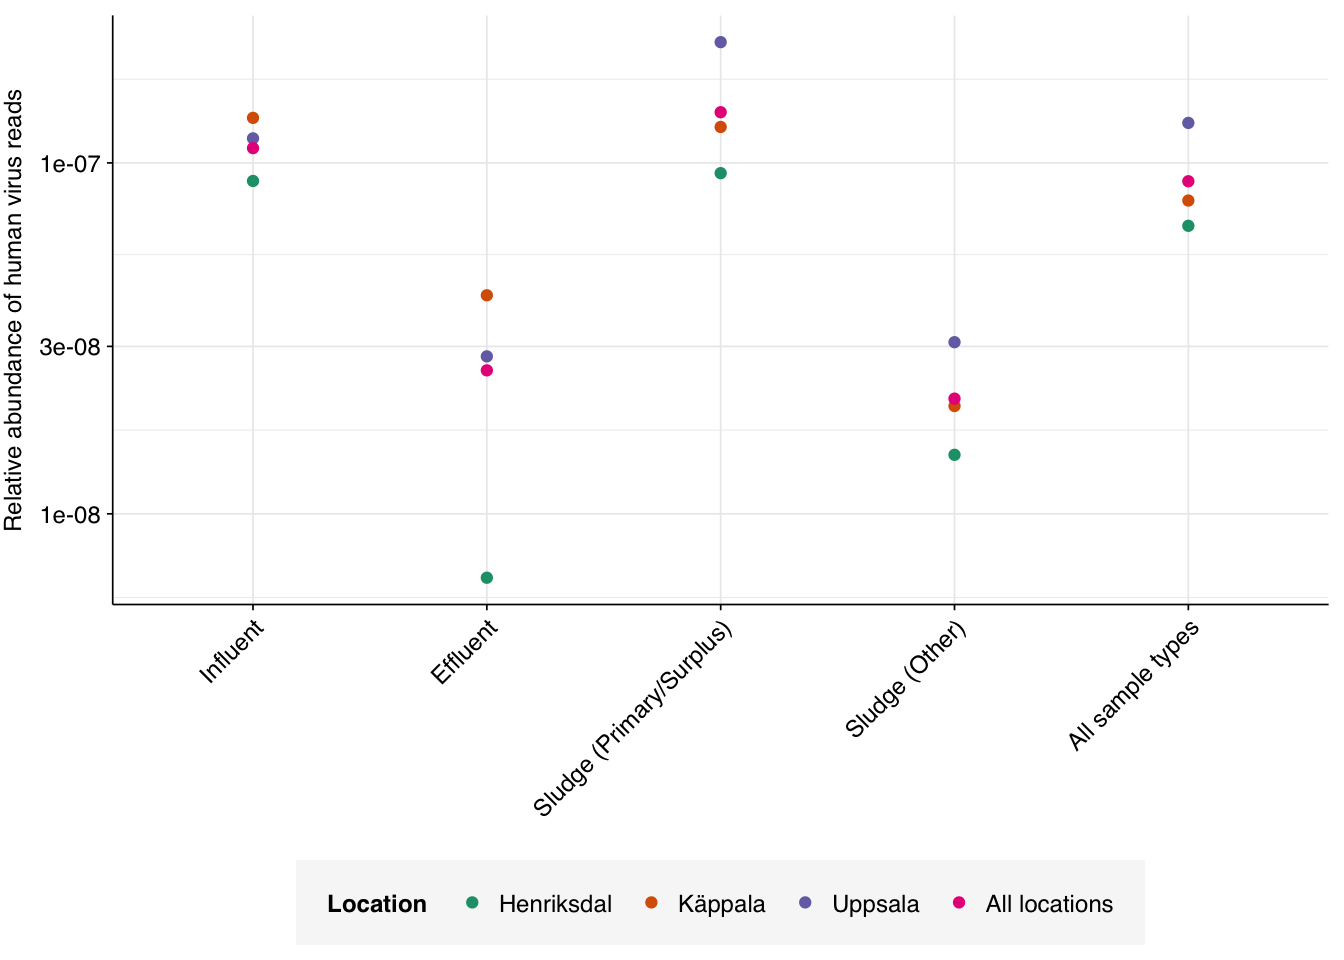 Relative abundance of human virus reads
1e-07
3e-08
1e-08
Influent
Effluent
Sludge (Primary/Surplus)
Sludge (Other)
All sample types
Location Henriksdal Käppala Uppsala All locations